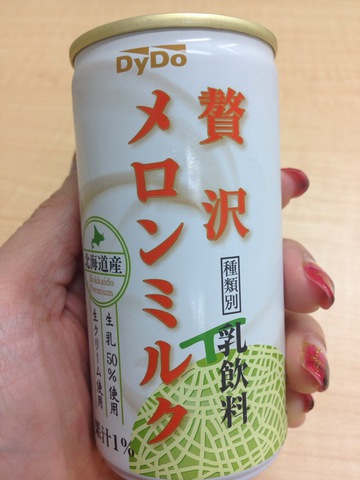 DyDo
贅沢
メロンミルク
種類別
乳飲料
北海道産
Hokkaido
Premium
生乳50%使用
生クリーム使用
果汁1%